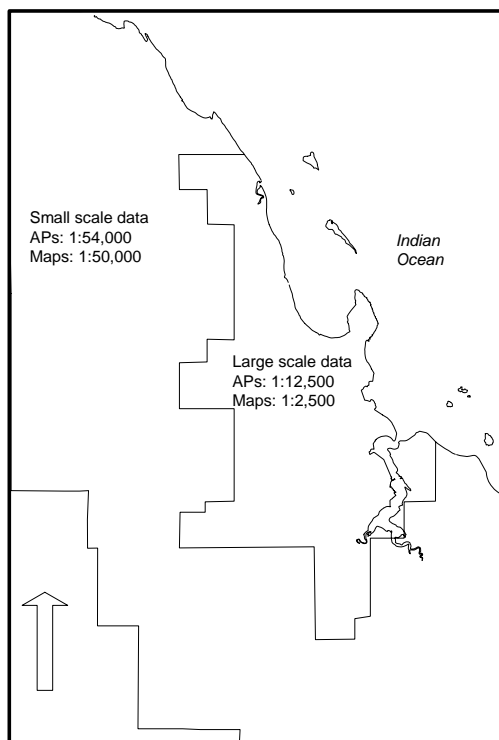 Small scale data
APs: 1:54,000
Maps: 1:50,000
Indian
Ocean
Large scale data
APs: 1:12,500
Maps: 1:2,500